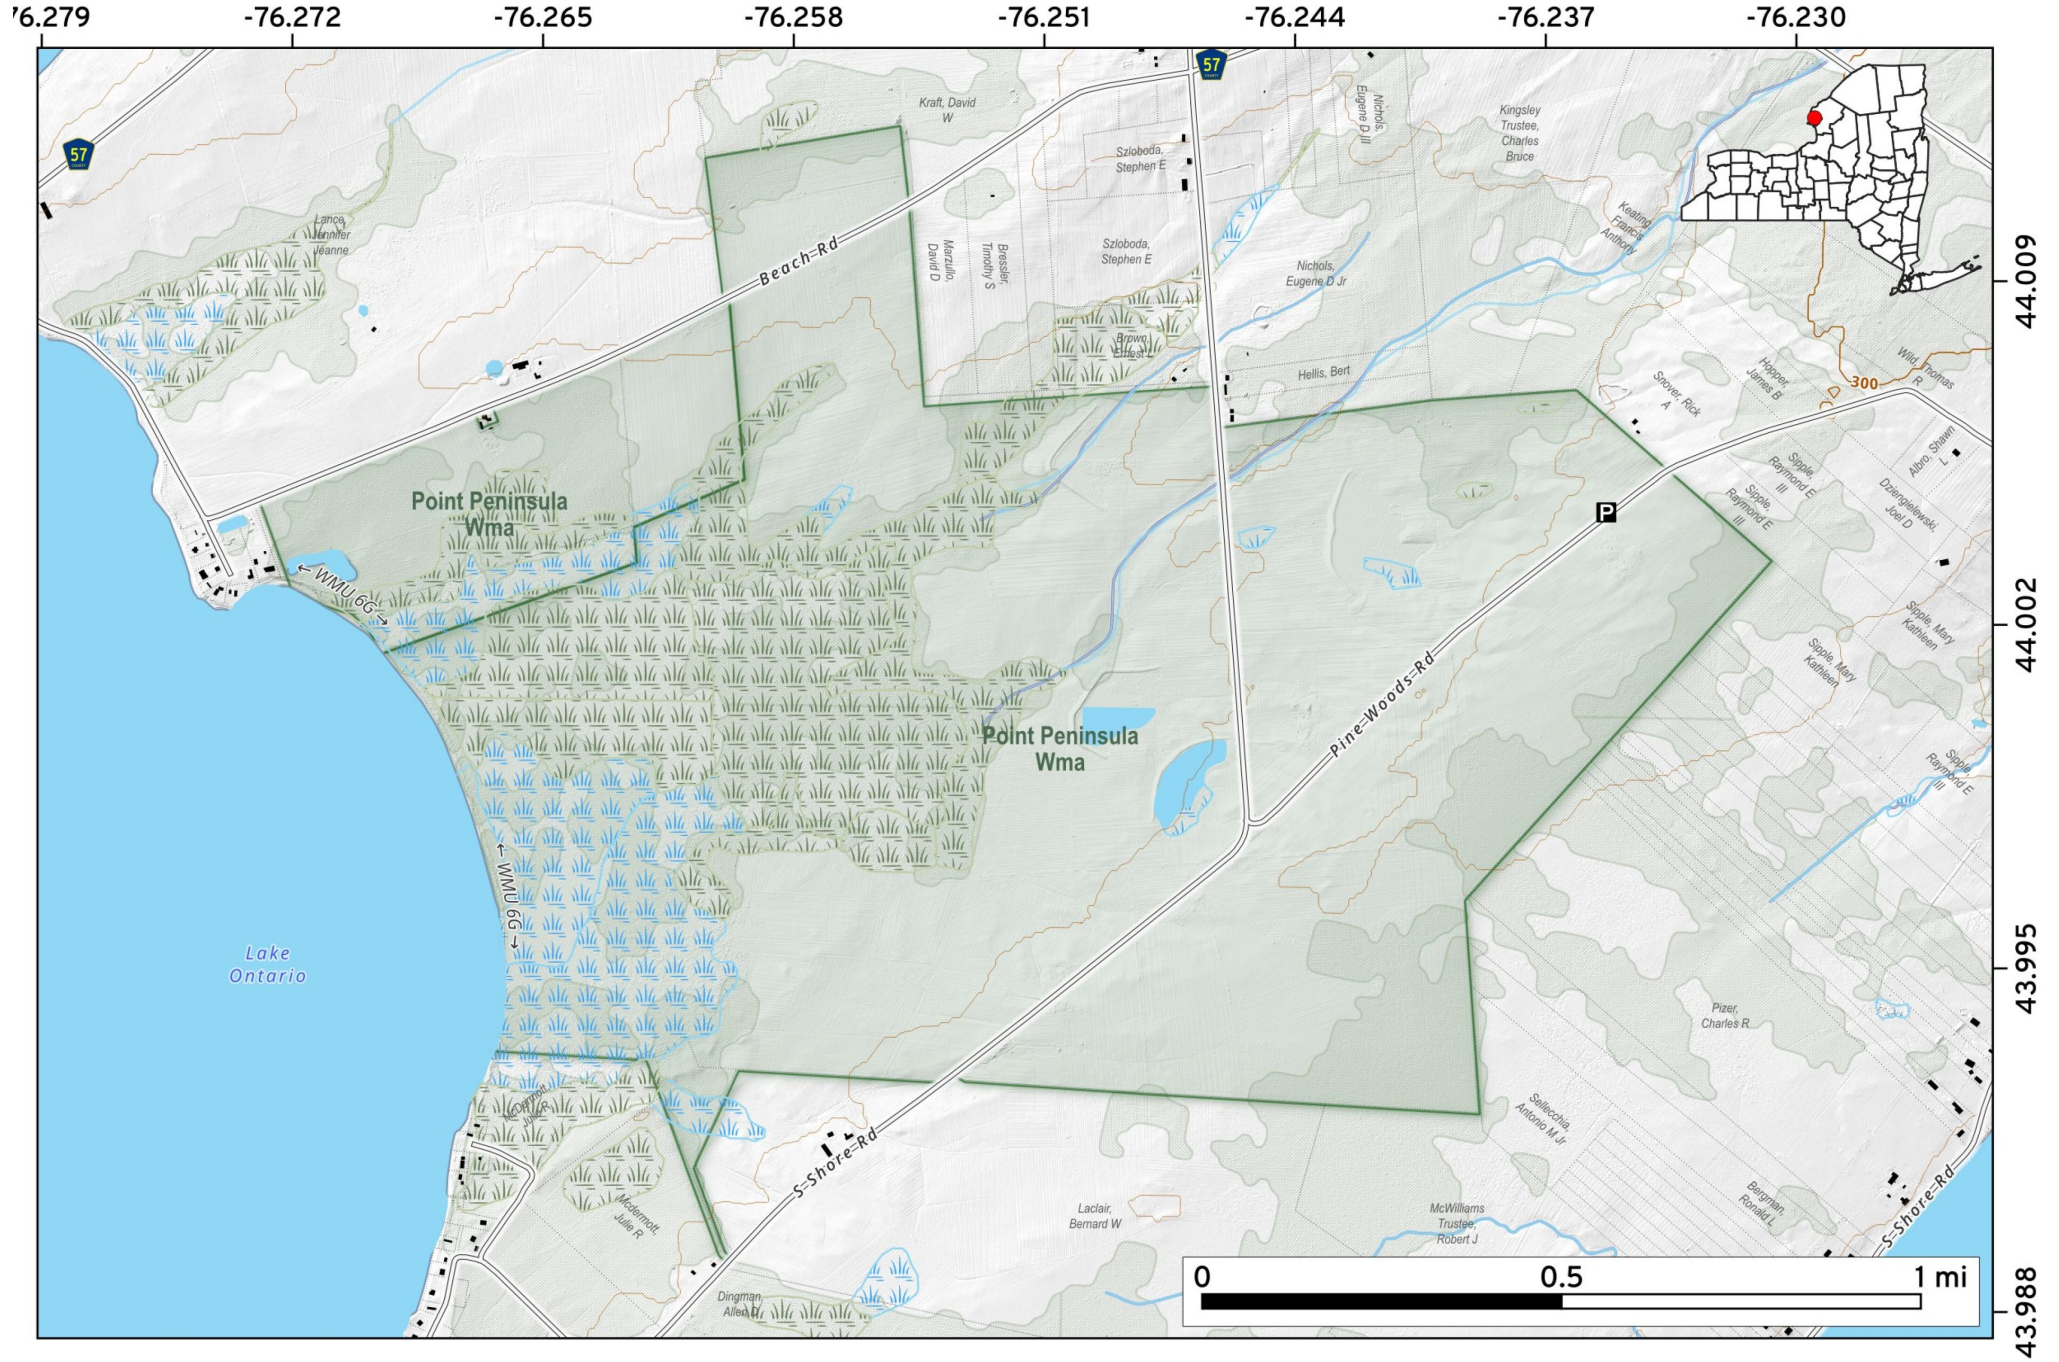 -76.272
-76.265
-76.258
-76.251
-76.244
-76.237
-76.230
57
COUNTY
57
COUNTY
44.009
44.002
43.995
43.988
Kraft, David
W
Nichols,
Eugene D III
Kingsley
Trustee,
Charles
Bruce
Szloboda,
Stephen E
Lance,
Jennifer
Jeanne
Keating
Francis
Anthony
Beach Rd
Marzullo,
David D
Bressler,
Timothy S
Szloboda,
Stephen E
Nichols,
Eugene D Jr
Brown,
Ernest L
Hellis, Bert
Snover, Rick
A
Hopper,
James B
Wild, Thomas
R
300
Albro, Shawn
L
Sipple,
Raymond E
III
Sipple,
Raymond E
III
Dziengielewski,
Joel D
P
Point Peninsula
Wma
← WMU 6G →
Sipple, Mary
Kathleen
Sipple, Mary
Kathleen
Pine Woods Rd
Point Peninsula
Wma
Sipple,
Raymond E
III
← WMU 6G →
Lake
Ontario
Pizer,
Charles R
McDermott,
Julie R
Sellecchia,
Antonio M Jr
S Shore Rd
Mcdermott,
Julie R
Laclair,
Bernard W
McWilliams
Trustee,
Robert J
Bergman,
Ronald L
S Shore Rd
Dingman,
Allen D
0
0.5
1 mi